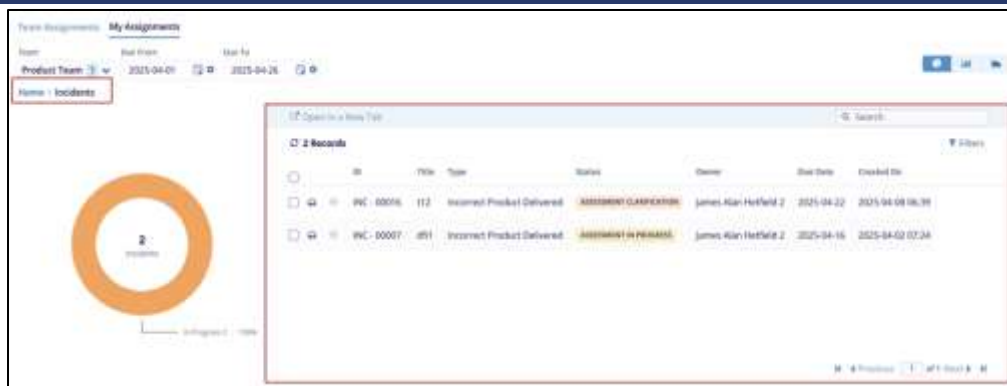 Team Assignments My Assignments
Team Due From Due To
Product Team 2025-04-01 2025-04-26
Home > Incidents
Open in a New Tab Search
2 Records Filters
ID Title Type Status Owner Due Date Created On
INC - 00016 t12 Incorrect Product Delivered ASSESSMENT CLARIFICATION James Alan Hetfield 2 2025-04-22 2025-04-08 06:39
INC - 00007 Incorrect Product Delivered ASSESSMENT IN PROGRESS James Alan Hetfield 2 2025-04-16 2025-04-02 07:24
2
Incidents
Previous 1 of 1 Next